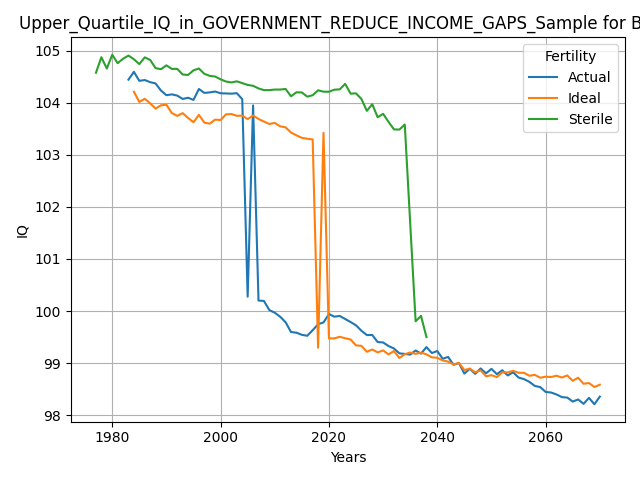 Upper_Quartile_IQ_in_GOVERNMENT_REDUCE_INCOME_GAPS_Sample for B
105
104
103
102
101
100
99
98
IQ
Fertility
Actual
Ideal
Sterile
1980
2000
2020
2040
2060
Years